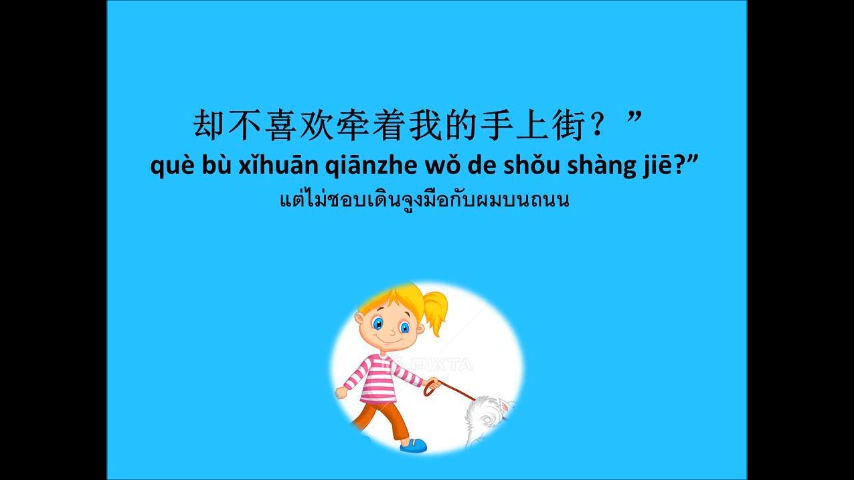 却不喜欢牵着我的手上街？”
què bù xǐhuān qiānzhe wǒ de shǒu shàng jiē?”
แต่ไม่ชอบเดินจูงมือกับผมบนถนน